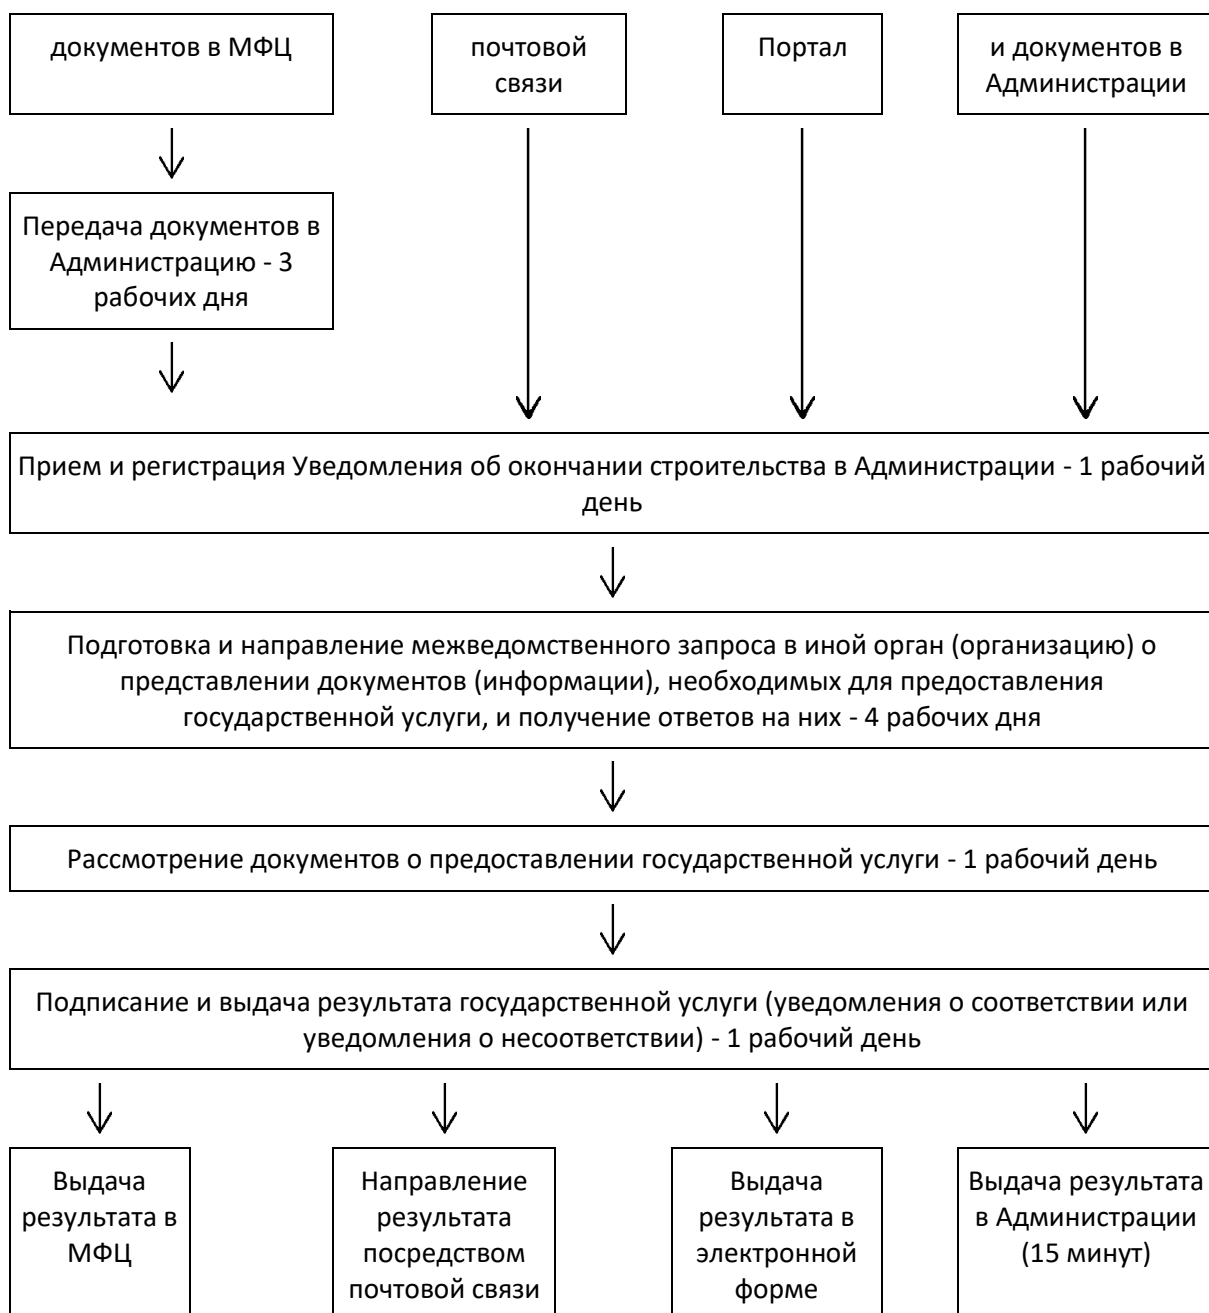 документов в МФЦ
почтовой
связи
Портал
и документов в
Администрации
Передача документов в
Администрацию - 3
рабочих дня
Прием и регистрация Уведомления об окончании строительства в Администрации - 1 рабочий
день
Подготовка и направление межведомственного запроса в иной орган (организацию) о
представлении документов (информации), необходимых для предоставления
государственной услуги, и получение ответов на них - 4 рабочих дня
Рассмотрение документов о предоставлении государственной услуги - 1 рабочий день
Подписание и выдача результата государственной услуги (уведомления о соответствии или
уведомления о несоответствии) - 1 рабочий день
Выдача
результата в
МФЦ
Направление
результата
посредством
почтовой связи
Выдача
результата в
электронной
форме
Выдача результата
в Администрации
(15 минут)